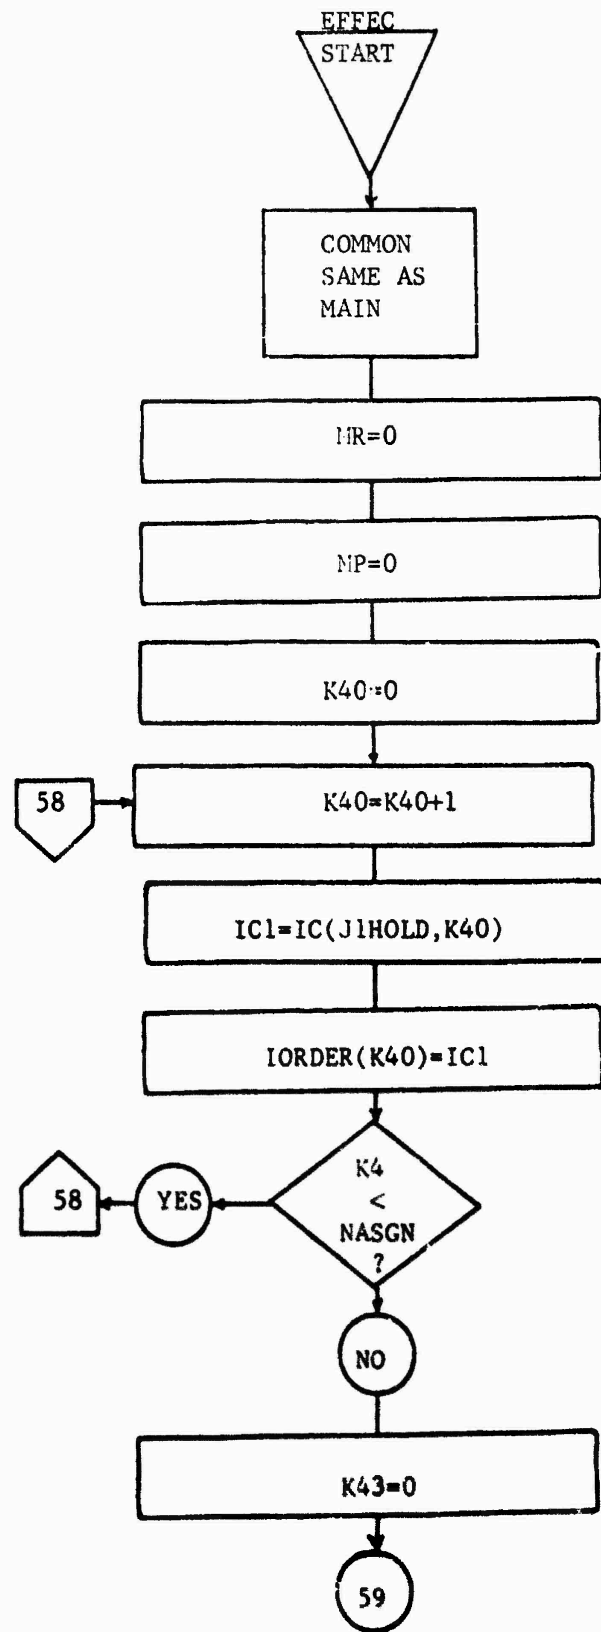 EFFEC
START
COMMON
SAME AS
MAIN
MR=0
MP=0
K40=0
58
K40=K40+1
IC1=IC(J1HOLD,K40)
IORDER(K40)=IC1
58
YES
K4
<
NASGN
?
NO
K43=0
59